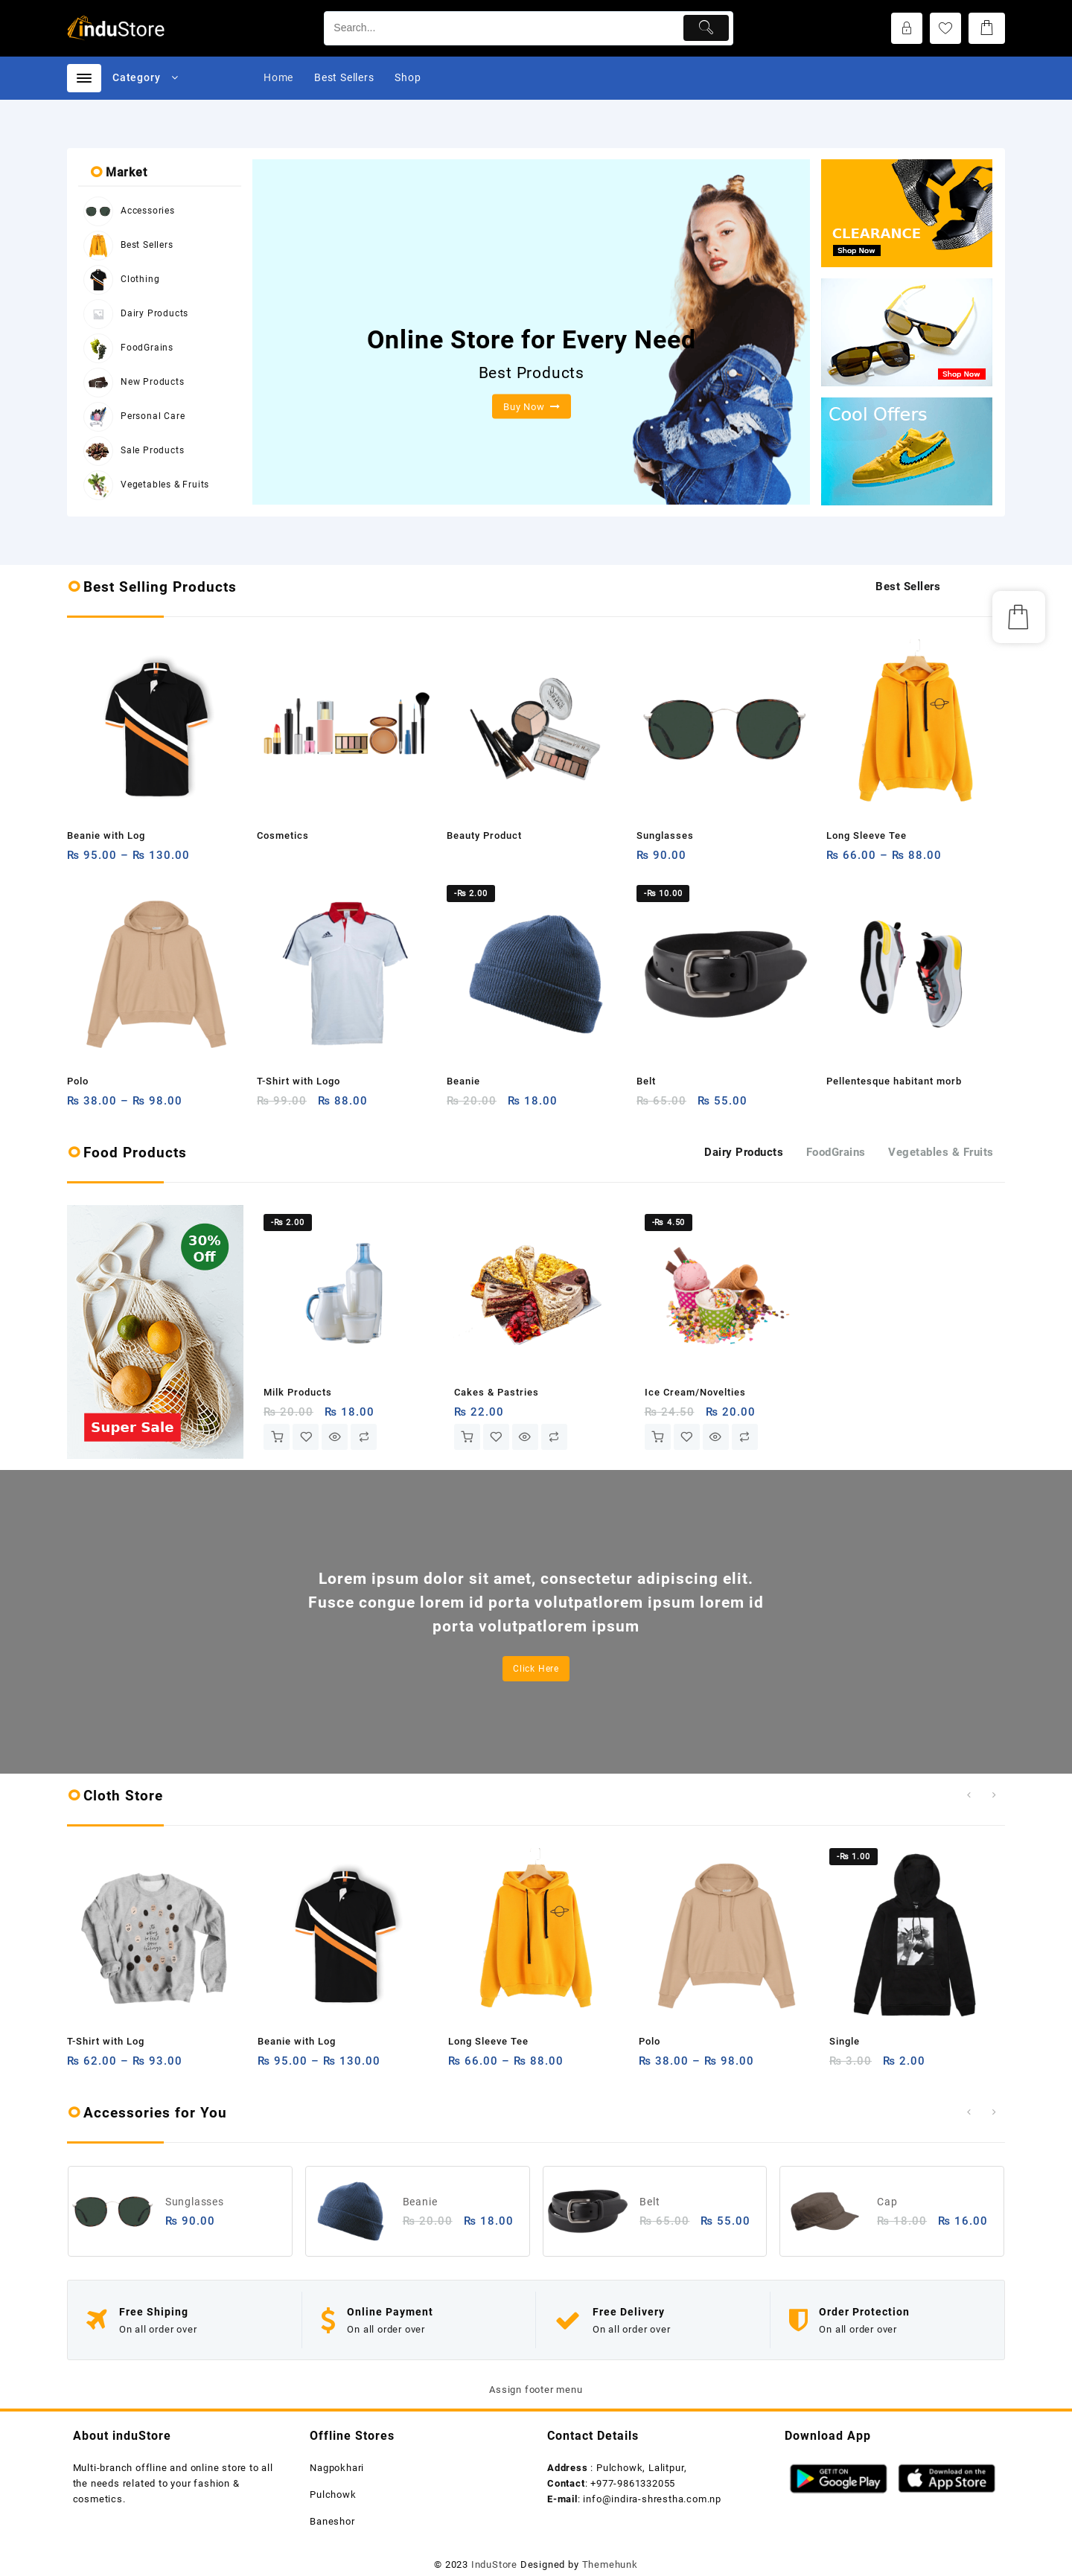 induStore
Search...
Category
Home
Best Sellers
Shop
Market
Accessories
Best Sellers
Clothing
Dairy Products
FoodGrains
New Products
Personal Care
Sale Products
Vegetables & Fruits
Online Store for Every Need
Best Products
Buy Now
CLEARANCE
Shop Now
Shop Now
Cool Offers
Best Selling Products
Best Sellers
Beanie with Log
₨ 95.00 – ₨ 130.00
Cosmetics
Beauty Product
Sunglasses
₨ 90.00
Long Sleeve Tee
₨ 66.00 – ₨ 88.00
Polo
₨ 38.00 – ₨ 98.00
T-Shirt with Logo
₨ 99.00 ₨ 88.00
-₨ 2.00
Beanie
₨ 20.00 ₨ 18.00
-₨ 10.00
Belt
₨ 65.00 ₨ 55.00
Pellentesque habitant morb
Food Products
Dairy Products
FoodGrains
Vegetables & Fruits
30%
Off
Super Sale
-₨ 2.00
Milk Products
₨ 20.00 ₨ 18.00
Cakes & Pastries
₨ 22.00
-₨ 4.50
Ice Cream/Novelties
₨ 24.50 ₨ 20.00
Lorem ipsum dolor sit amet, consectetur adipiscing elit.
Fusce congue lorem id porta volutpatlorem ipsum lorem id
porta volutpatlorem ipsum
Click Here
Cloth Store
T-Shirt with Log
₨ 62.00 – ₨ 93.00
Beanie with Log
₨ 95.00 – ₨ 130.00
Long Sleeve Tee
₨ 66.00 – ₨ 88.00
Polo
₨ 38.00 – ₨ 98.00
-₨ 1.00
Single
₨ 3.00 ₨ 2.00
Accessories for You
Sunglasses
₨ 90.00
Beanie
₨ 20.00 ₨ 18.00
Belt
₨ 65.00 ₨ 55.00
Cap
₨ 18.00 ₨ 16.00
Free Shiping
On all order over
Online Payment
On all order over
Free Delivery
On all order over
Order Protection
On all order over
Assign footer menu
About induStore
Multi-branch offline and online store to all
the needs related to your fashion &
cosmetics.
Offline Stores
Nagpokhari
Pulchowk
Baneshor
Contact Details
Address : Pulchowk, Lalitpur,
Contact: +977-9861332055
E-mail: info@indira-shrestha.com.np
Download App
GET IT ON
Google Play
Download on the
App Store
© 2023 InduStore Designed by Themehunk